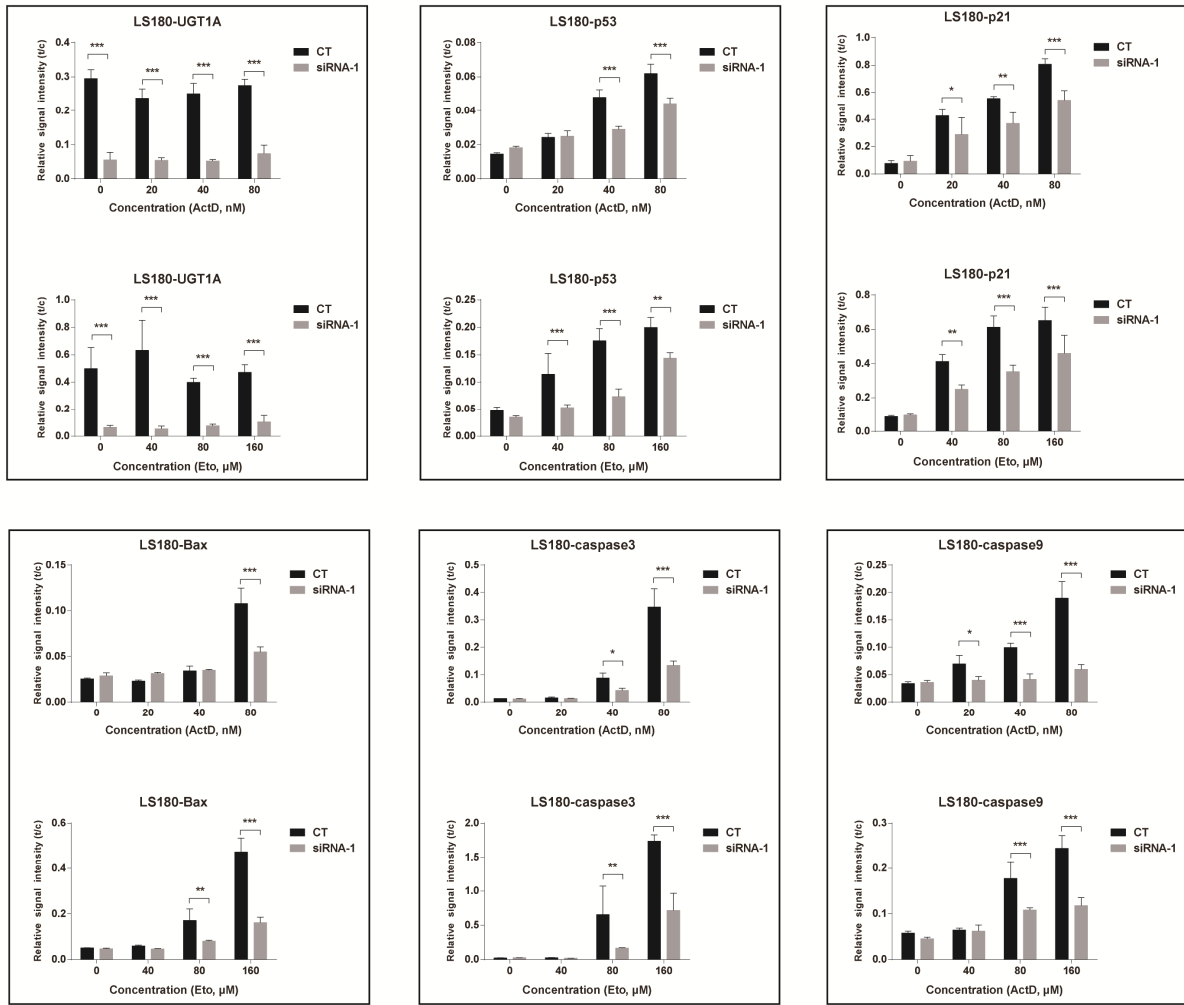 LS180-UGT1A
Relative signal intensity (t/c)
0.4
0.3
0.2
0.1
0.0
***
***
***
***
CT
siRNA-1
0 20 40 80
Concentration (ActD, nM)
LS180-UGT1A
Relative signal intensity (t/c)
1.0
0.8
0.6
0.4
0.2
0.0
***
***
***
***
CT
siRNA-1
0 40 80 160
Concentration (Eto, µM)
LS180-p53
Relative signal intensity (t/c)
0.08
0.06
0.04
0.02
0.00
***
***
CT
siRNA-1
0 20 40 80
Concentration (ActD, nM)
LS180-p53
Relative signal intensity (t/c)
0.25
0.20
0.15
0.10
0.05
0.00
***
***
**
CT
siRNA-1
0 40 80 160
Concentration (Eto, µM)
LS180-p21
Relative signal intensity (t/c)
1.0
0.8
0.6
0.4
0.2
0.0
*
**
***
CT
siRNA-1
0 20 40 80
Concentration (ActD, nM)
LS180-p21
Relative signal intensity (t/c)
0.8
0.6
0.4
0.2
0.0
**
***
***
CT
siRNA-1
0 40 80 160
Concentration (Eto, µM)
LS180-Bax
Relative signal intensity (t/c)
0.15
0.10
0.05
0.00
***
CT
siRNA-1
0 20 40 80
Concentration (ActD, nM)
LS180-Bax
Relative signal intensity (t/c)
0.6
0.4
0.2
0.0
**
***
CT
siRNA-1
0 40 80 160
Concentration (Eto, µM)
LS180-caspase3
Relative signal intensity (t/c)
0.5
0.4
0.3
0.2
0.1
0.0
*
***
CT
siRNA-1
0 20 40 80
Concentration (ActD, nM)
LS180-caspase3
Relative signal intensity (t/c)
2.0
1.5
1.0
0.5
0.0
**
***
CT
siRNA-1
0 40 80 160
Concentration (Eto, µM)
LS180-caspase9
Relative signal intensity (t/c)
0.25
0.20
0.15
0.10
0.05
0.00
*
***
***
CT
siRNA-1
0 20 40 80
Concentration (ActD, nM)
LS180-caspase9
Relative signal intensity (t/c)
0.3
0.2
0.1
0.0
***
***
CT
siRNA-1
0 40 80 160
Concentration (ActD, µM)